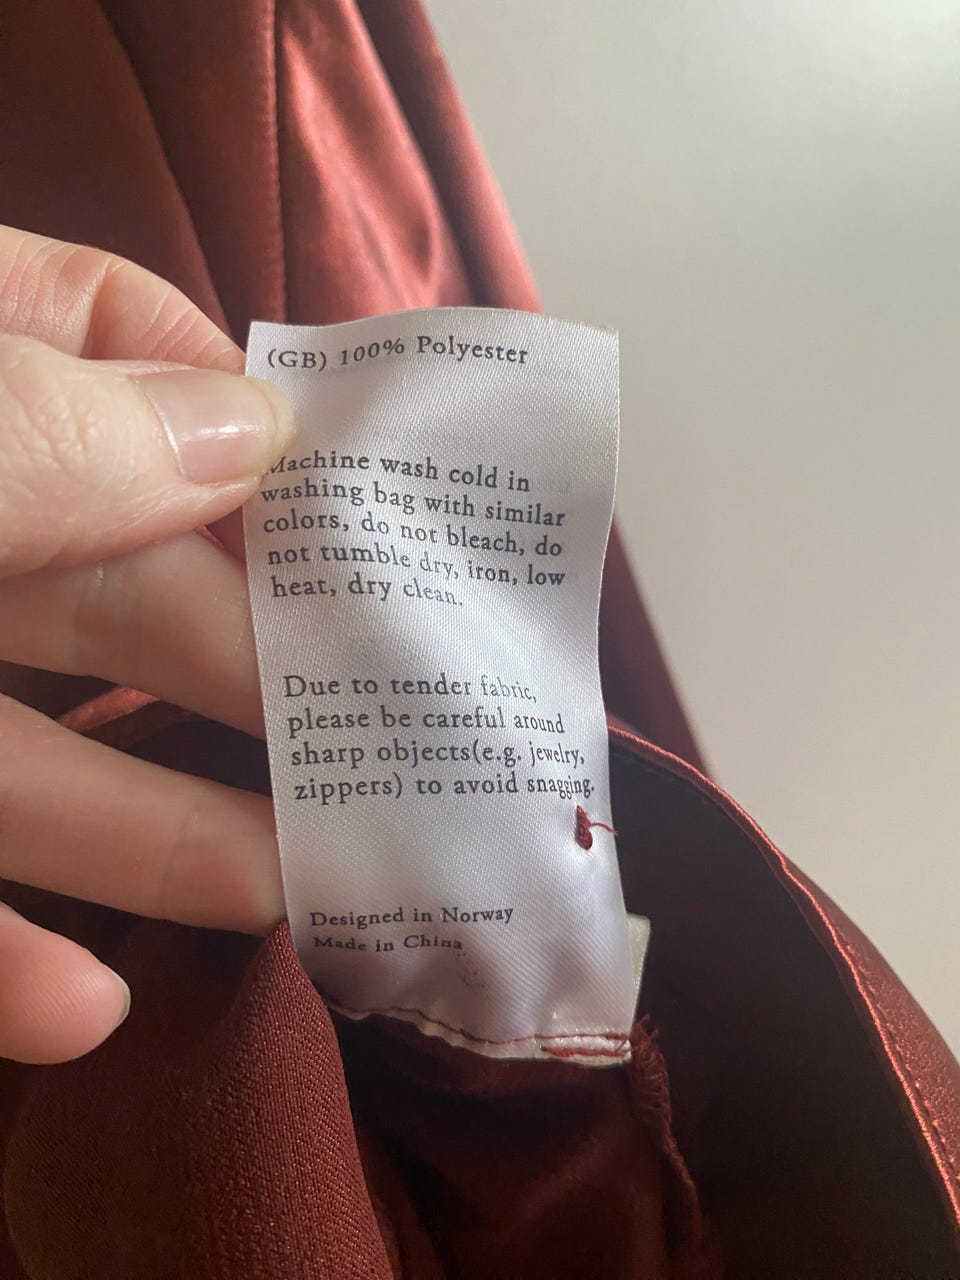 (GB) 100% Polyester
Machine wash cold in
washing bag with similar
colors, do not bleach, do
not tumble dry, iron, low
heat, dry clean.
Due to tender fabric,
please be careful around
sharp objects(e.g. jewelry,
zippers) to avoid snagging.
Designed in Norway
Made in China